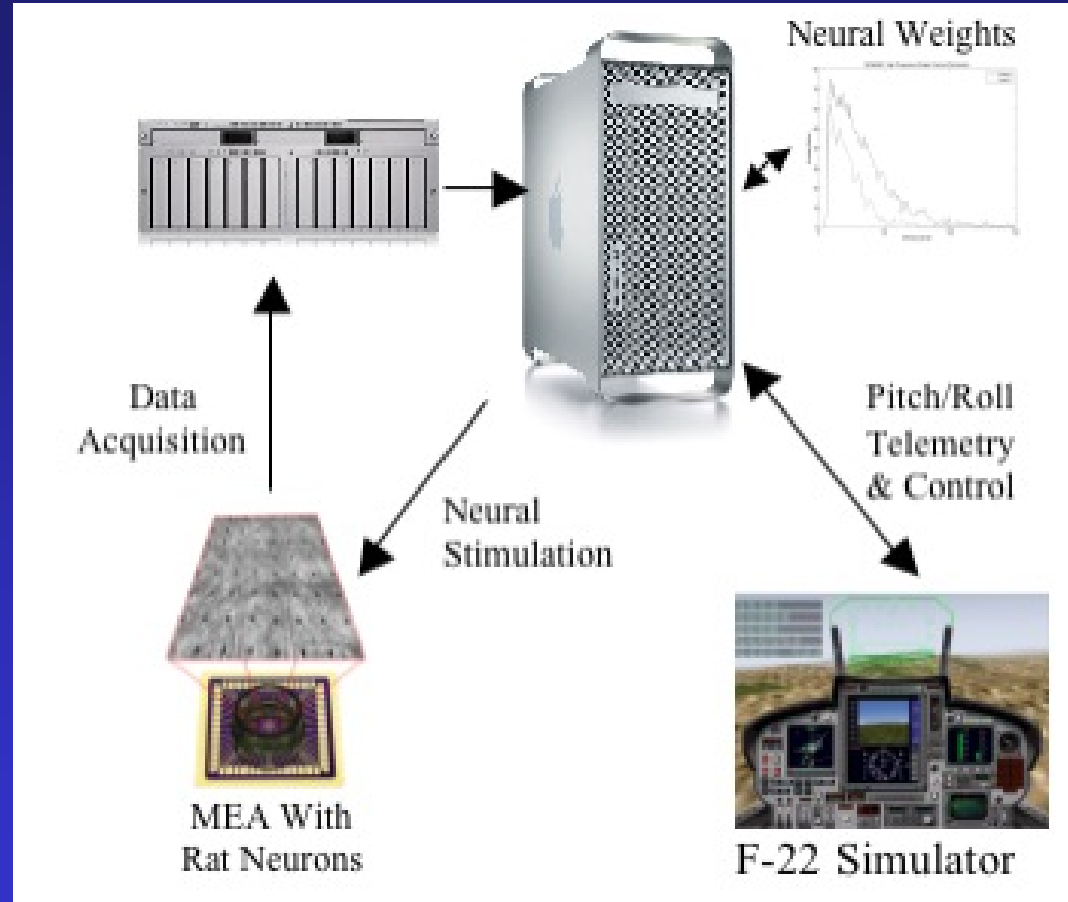 Neural Weights
Data
Acquisition
Pitch/Roll
Telemetry
& Control
Neural
Stimulation
MEA With
Rat Neurons
F-22 Simulator